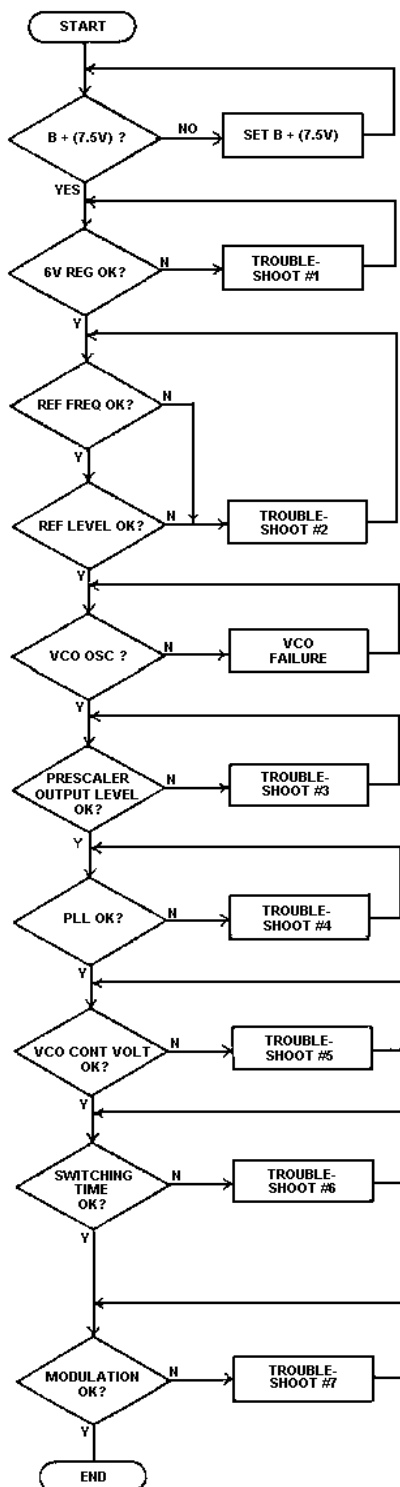 START
B + (7.5V) ?
NO
SET B + (7.5V)
YES
6V REG OK?
N
TROUBLE-
SHOOT #1
Y
REF FREQ OK?
N
Y
REF LEVEL OK?
N
TROUBLE-
SHOOT #2
Y
VCO OSC ?
N
VCO
FAILURE
Y
PRESCALER
OUTPUT LEVEL
OK?
N
TROUBLE-
SHOOT #3
Y
PLL OK?
N
TROUBLE-
SHOOT #4
Y
VCO CONT VOLT
OK?
N
TROUBLE-
SHOOT #5
Y
SWITCHING
TIME
OK?
N
TROUBLE-
SHOOT #6
Y
MODULATION
OK?
N
TROUBLE-
SHOOT #7
Y
END